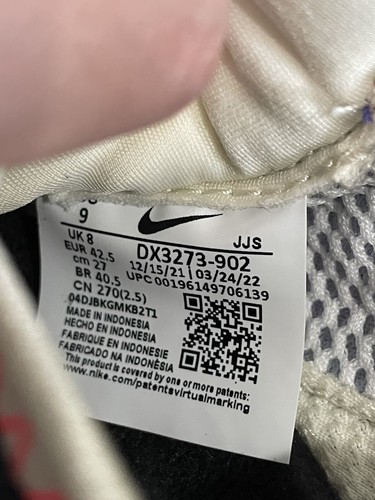 9
JJS
UK 8
DX3273-902
EUR 42.5
12/15/21 | 03/24/22
cm 27
UPC 00196149706139
BR 40.5
CN 270(2.5)
04DJBKGMKB2T1
MADE IN INDONESIA
HECHO EN INDONESIA
FABRIQUE EN INDONESIE
FABRICADO NA INDONÉSIA
This product is covered by one or more patents:
www.nike.com/patentsvirtualmarking